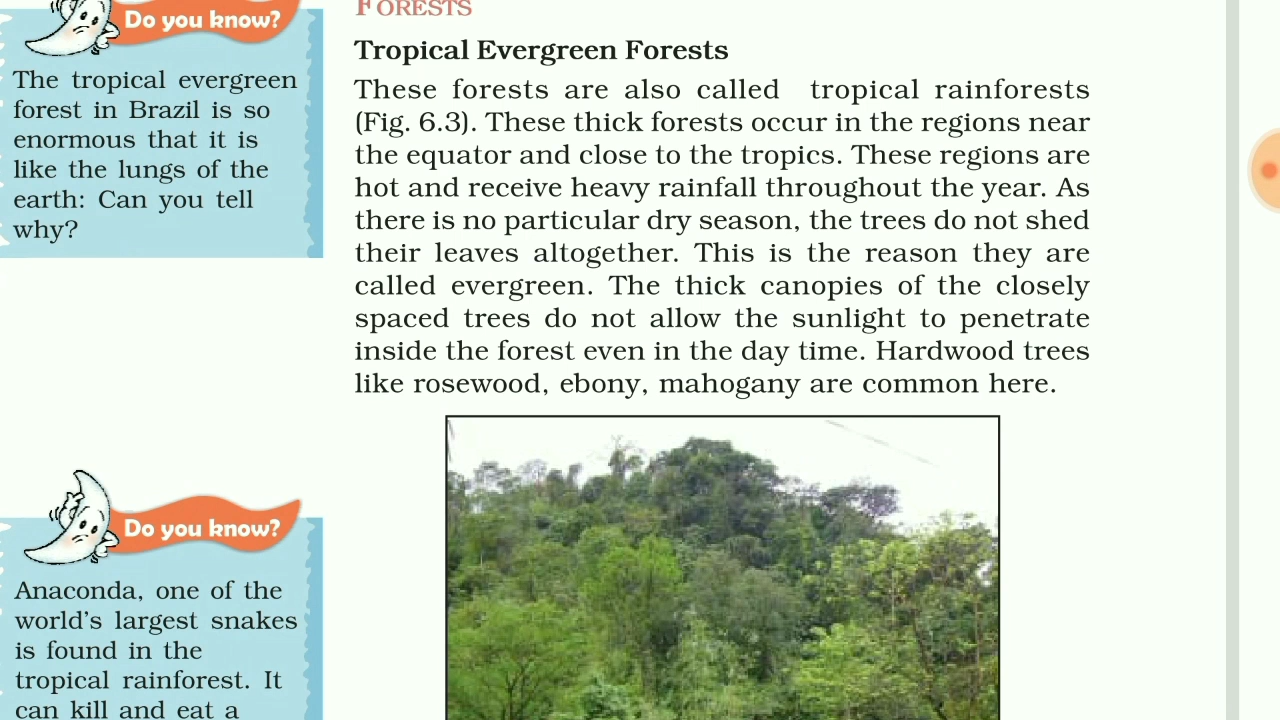 FORESTS
Tropical Evergreen Forests
These forests are also called tropical rainforests
(Fig. 6.3). These thick forests occur in the regions near
the equator and close to the tropics. These regions are
hot and receive heavy rainfall throughout the year. As
there is no particular dry season, the trees do not shed
their leaves altogether. This is the reason they are
called evergreen. The thick canopies of the closely
spaced trees do not allow the sunlight to penetrate
inside the forest even in the day time. Hardwood trees
like rosewood, ebony, mahogany are common here.
Do you know?
The tropical evergreen
forest in Brazil is so
enormous that it is
like the lungs of the
earth: Can you tell
why?
Do you know?
Anaconda, one of the
world's largest snakes
is found in the
tropical rainforest. It
can kill and eat a